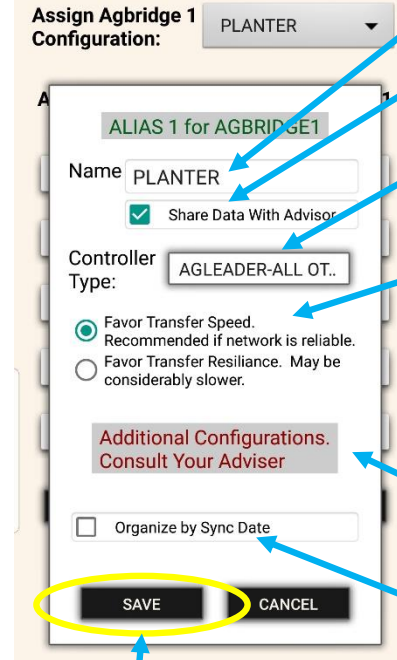 Assign Agbridge 1
Configuration:
PLANTER
A
1
ALIAS 1 for AGBRIDGE1
Name
PLANTER
Share Data With Advisor
Controller
Type:
AGLEADER-ALL OT..
Favor Transfer Speed.
Recommended if network is reliable.
Favor Transfer Resiliance. May be
considerably slower.
Additional Configurations.
Consult Your Adviser
Organize by Sync Date
SAVE
CANCEL